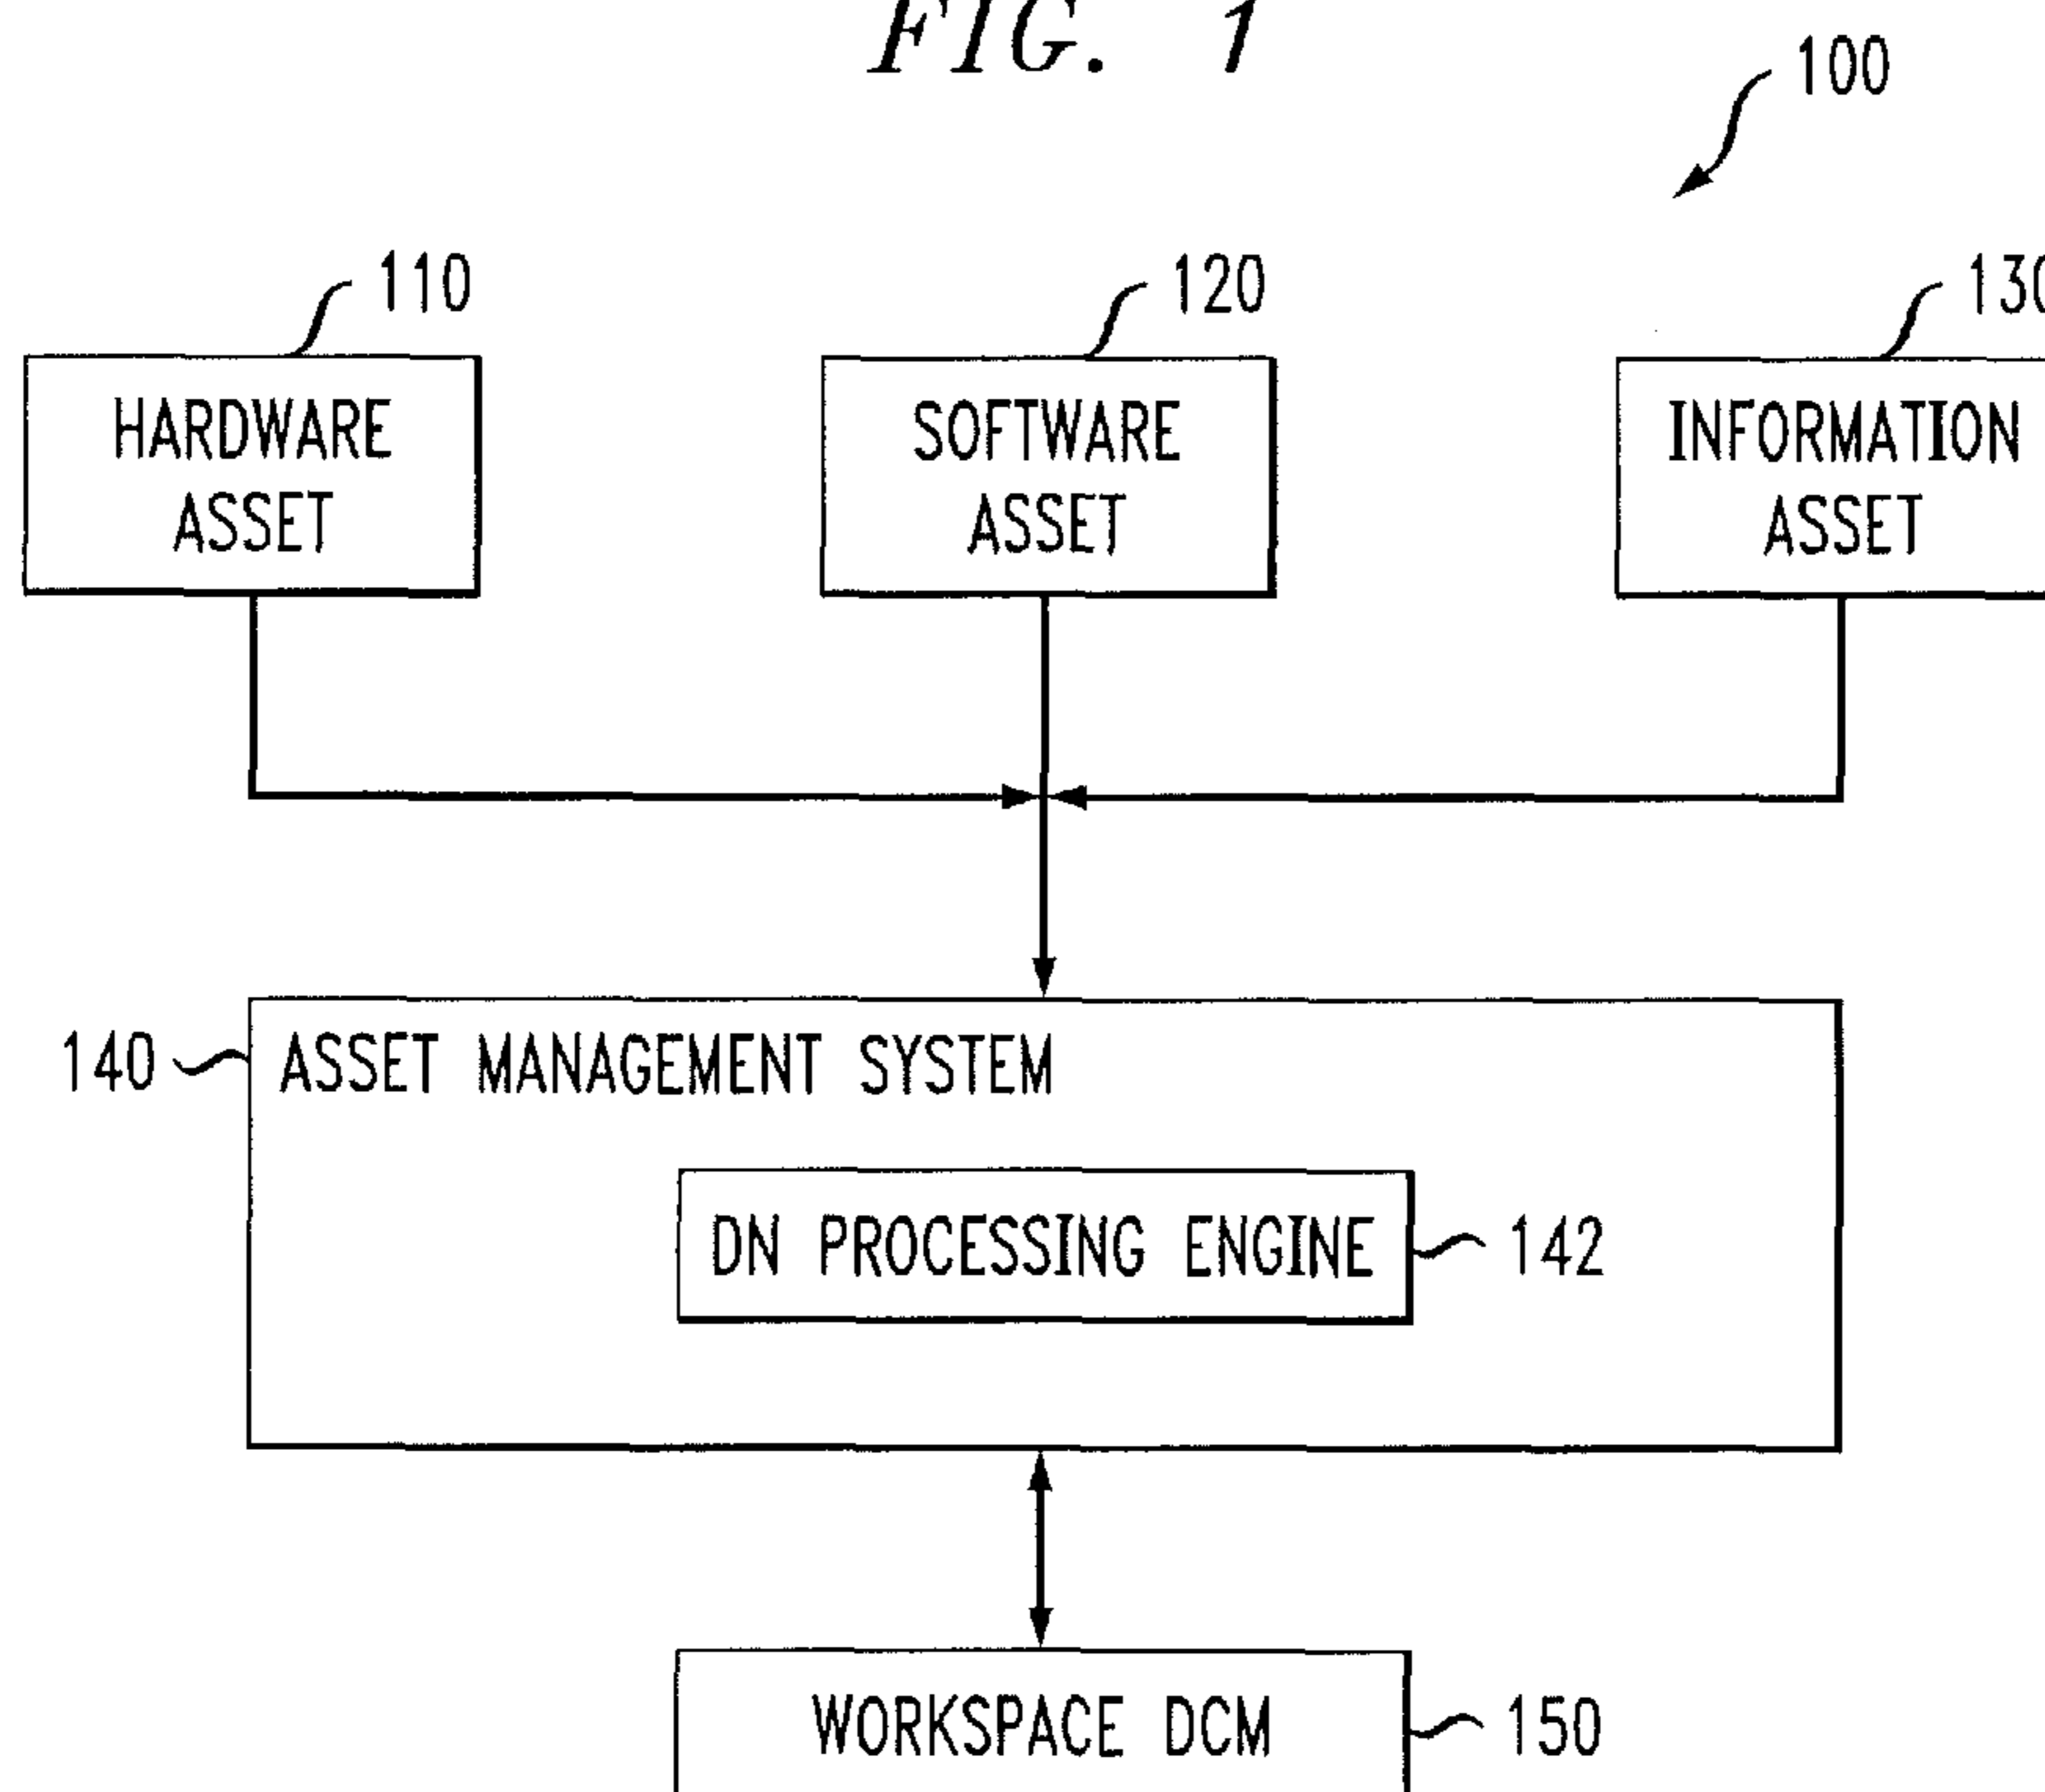 FIG. 1
100
110
120
130
HARDWARE
ASSET
SOFTWARE
ASSET
INFORMATION
ASSET
140
ASSET MANAGEMENT SYSTEM
DN PROCESSING ENGINE
142
WORKSPACE DCM
150